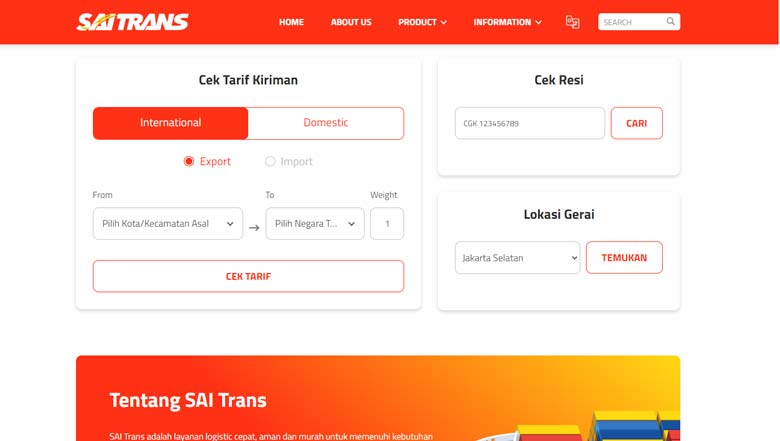 SAITRANS
HOME
ABOUT US
PRODUCT
INFORMATION
SEARCH
Cek Tarif Kiriman
International
Domestic
Export
Import
From
To
Weight
Pilih Kota/Kecamatan Asal
Pilih Negara T...
1
CEK TARIF
Cek Resi
CGK 123456789
CARI
Lokasi Gerai
Jakarta Selatan
TEMUKAN
Tentang SAI Trans
SAI Trans adalah layanan logistic cepat, aman dan murah untuk memenuhi kebutuhan